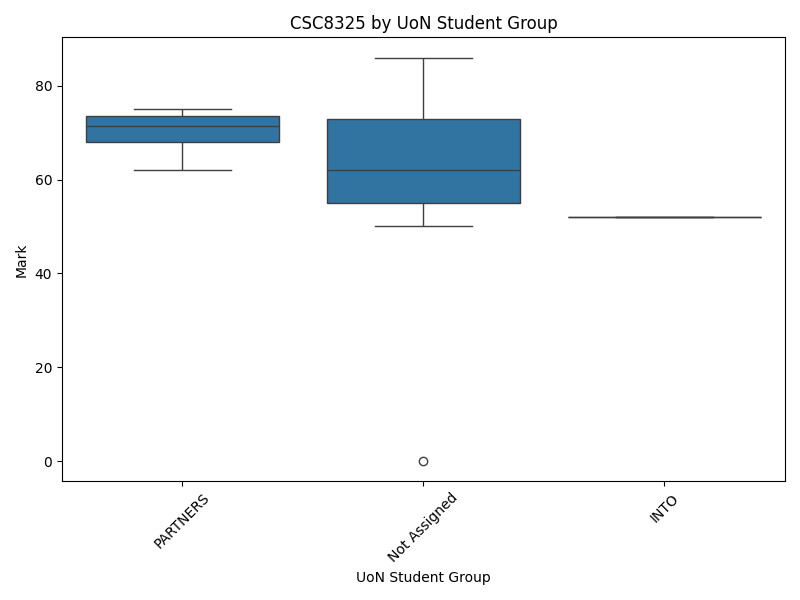 CSC8325 by UoN Student Group
Mark
80
60
40
20
0
PARTNERS
Not Assigned
INTO
UoN Student Group